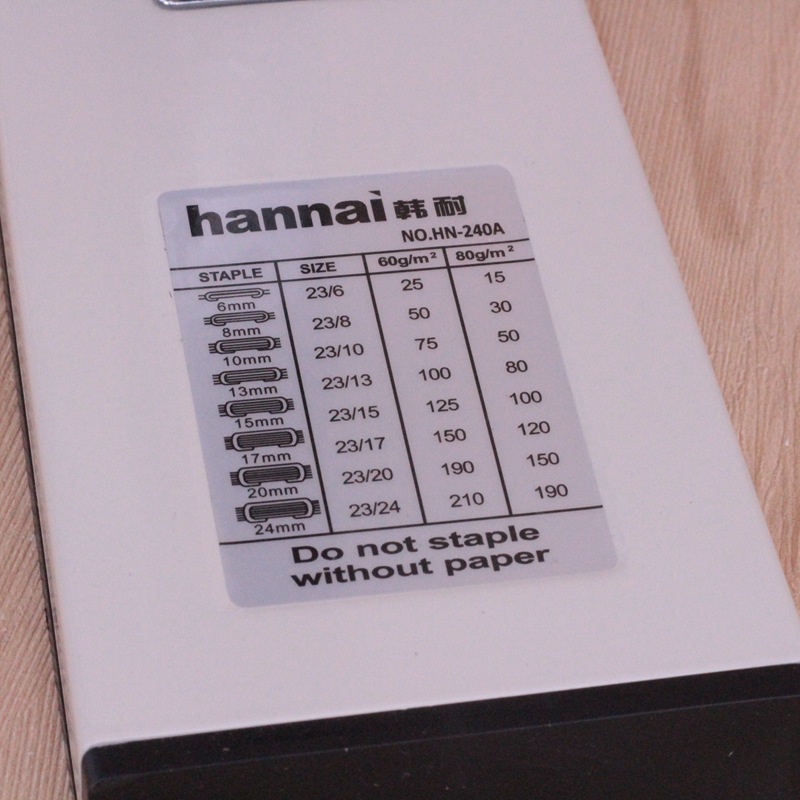 hannai 韩耐
NO.HN-240A
STAPLE SIZE 60g/m² 80g/m²
6mm 23/6 25 15
8mm 23/8 50 30
10mm 23/10 75 50
13mm 23/13 100 80
15mm 23/15 125 100
17mm 23/17 150 120
20mm 23/20 190 150
24mm 23/24 210 190
Do not staple
without paper